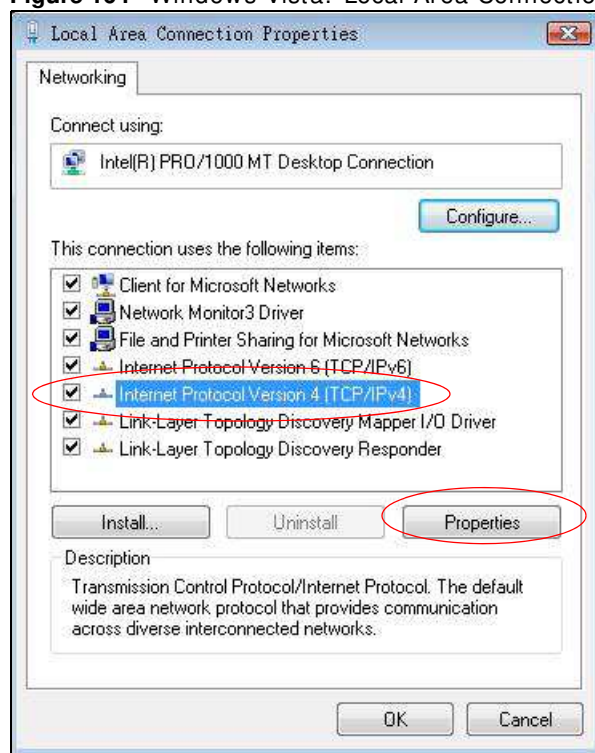 Windows Vista: Local Area Connectio
Local Area Connection Properties
Networking
Connect using:
Intel(R) PRO/1000 MT Desktop Connection
Configure...
This connection uses the following items:
Client for Microsoft Networks
Network Monitor3 Driver
File and Printer Sharing for Microsoft Networks
Internet Protocol Version 6 (TCP/IPv6)
Internet Protocol Version 4 (TCP/IPv4)
Link-Layer Topology Discovery Mapper I/O Driver
Link-Layer Topology Discovery Responder
Install...
Uninstall
Properties
Description
Transmission Control Protocol/Internet Protocol. The default
wide area network protocol that provides communication
across diverse interconnected networks.
OK
Cancel